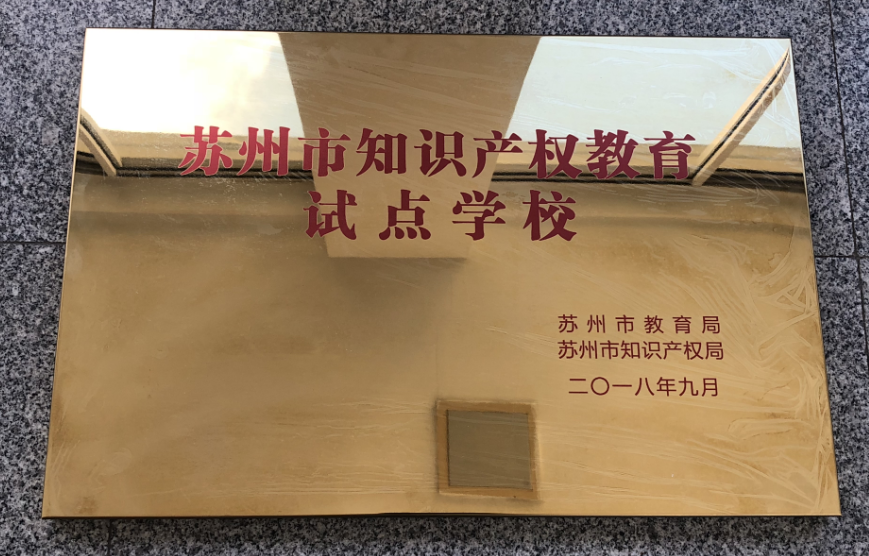 苏州市知识产权教育
试点学校
苏州市教育局
苏州市知识产权局
二〇一八年九月